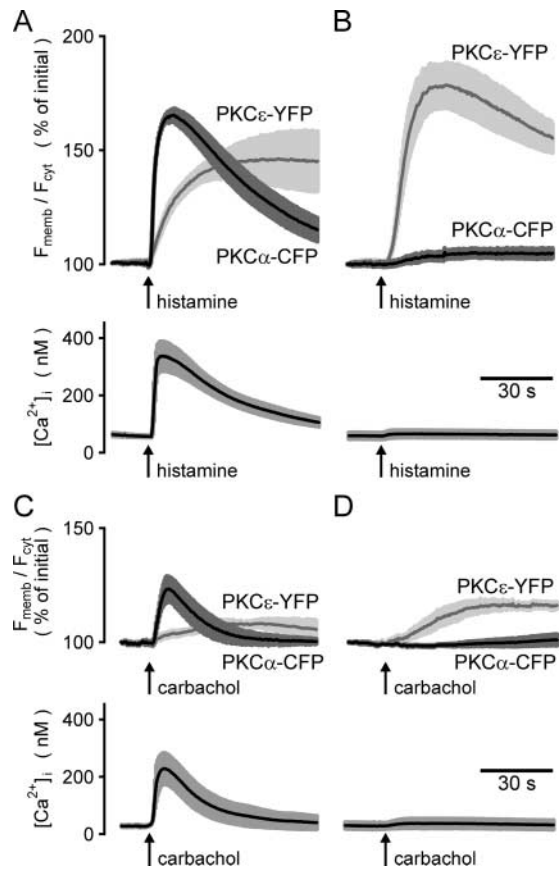 A
B
200
150
100
F_memb / F_cyt ( % of initial )
PKCε-YFP
PKCα-CFP
histamine
PKCε-YFP
PKCα-CFP
histamine
400
200
0
[Ca²⁺]ᵢ ( nM )
histamine
30 s
histamine
C
D
150
100
F_memb / F_cyt
( % of initial )
PKCε-YFP
PKCα-CFP
carbachol
PKCε-YFP
PKCα-CFP
carbachol
400
200
0
[Ca²⁺]ᵢ ( nM )
carbachol
30 s
carbachol